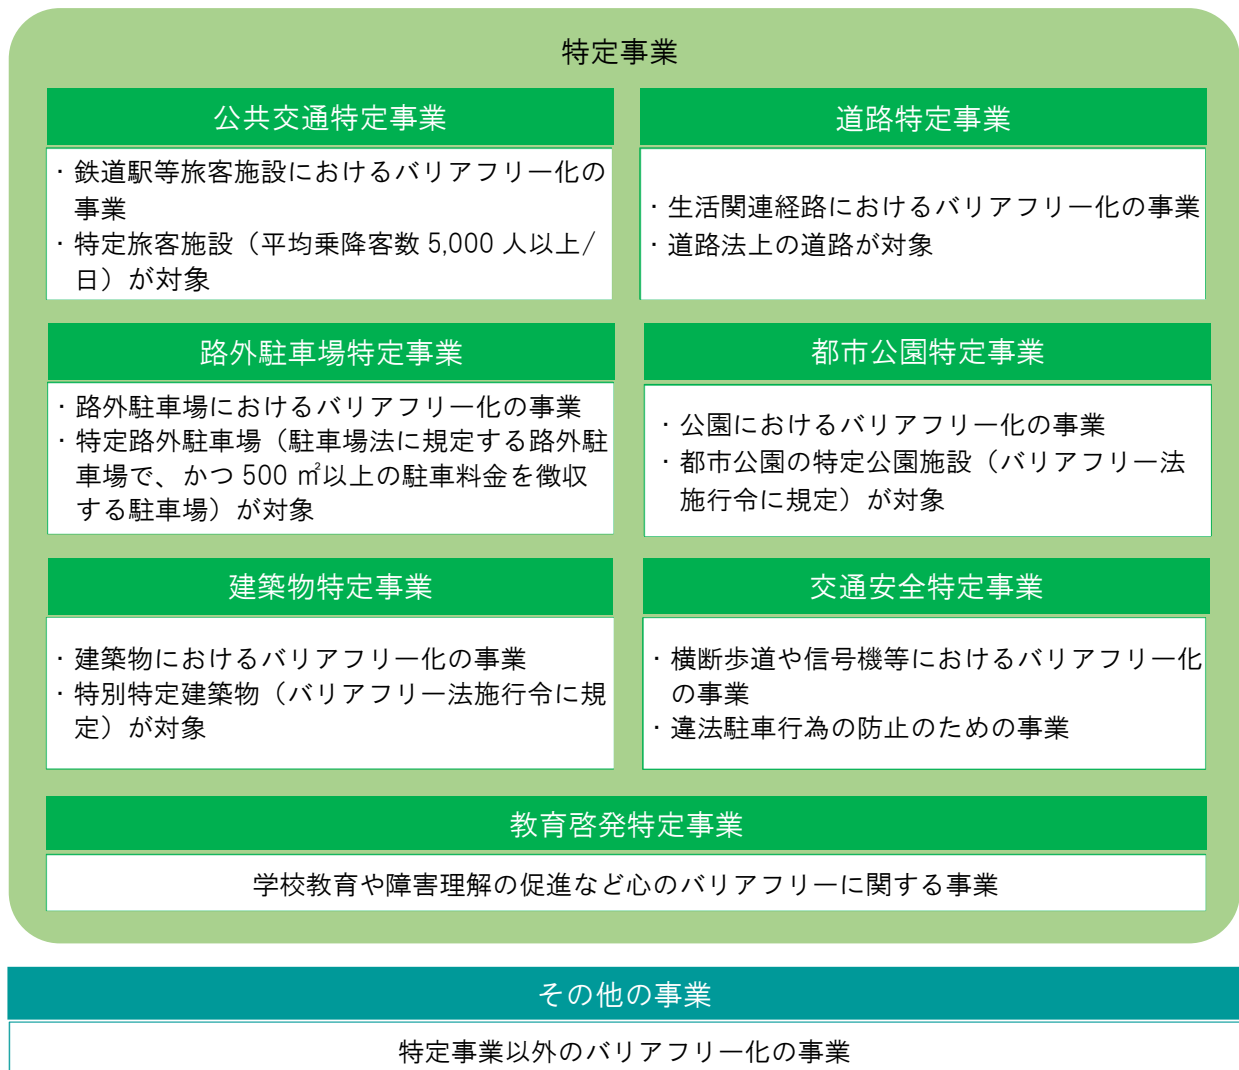 特定事業
公共交通特定事業
・鉄道駅等旅客施設におけるバリアフリー化の
事業
・特定旅客施設（平均乗降客数 5,000 人以上/
日）が対象
道路特定事業
・生活関連経路におけるバリアフリー化の事業
・道路法上の道路が対象
路外駐車場特定事業
・路外駐車場におけるバリアフリー化の事業
・特定路外駐車場（駐車場法に規定する路外駐
車場で、かつ 500 ㎡以上の駐車料金を徴収
する駐車場）が対象
都市公園特定事業
・公園におけるバリアフリー化の事業
・都市公園の特定公園施設（バリアフリー法
施行令に規定）が対象
建築物特定事業
・建築物におけるバリアフリー化の事業
・特別特定建築物（バリアフリー法施行令に規
定）が対象
交通安全特定事業
・横断歩道や信号機等におけるバリアフリー化
の事業
・違法駐車行為の防止のための事業
教育啓発特定事業
学校教育や障害理解の促進など心のバリアフリーに関する事業
その他の事業
特定事業以外のバリアフリー化の事業